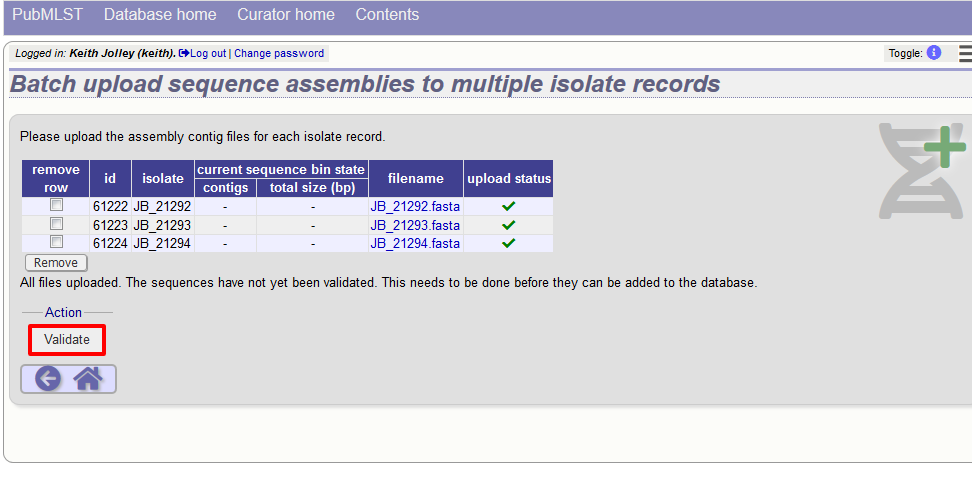 PubMLST Database home Curator home Contents
Logged in: Keith Jolley (keith). Log out | Change password Toggle: i
Batch upload sequence assemblies to multiple isolate records
Please upload the assembly contig files for each isolate record.
remove row id isolate current sequence bin state filename upload status
contigs total size (bp)
61222 JB_21292 - - JB_21292.fasta
61223 JB_21293 - - JB_21293.fasta
61224 JB_21294 - - JB_21294.fasta
Remove
All files uploaded. The sequences have not yet been validated. This needs to be done before they can be added to the database.
Action
Validate